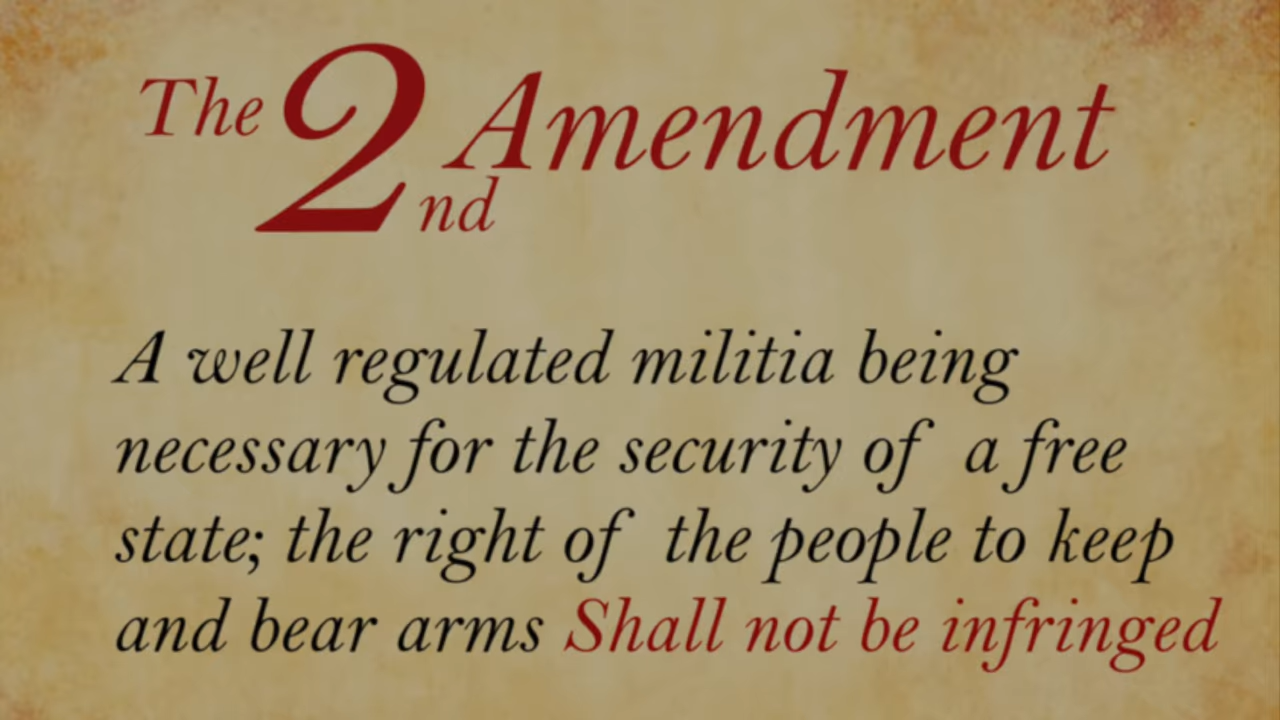 The 2nd Amendment
A well regulated militia being
necessary for the security of a free
state; the right of the people to keep
and bear arms Shall not be infringed